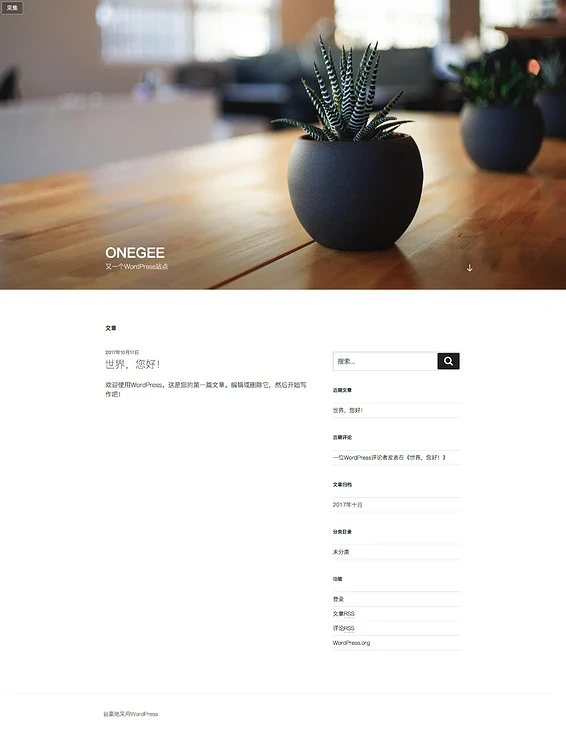 采集
ONEGEE
又一个WordPress站点
文章
2017年10月17日
世界，您好！
欢迎使用WordPress。这是您的第一篇文章。编辑或删除它，然后开始写
作吧！
搜索…
近期文章
世界，您好！
近期评论
一位WordPress评论者发表在《世界，您好！》
文章归档
2017年十月
分类目录
未分类
功能
登录
文章RSS
评论RSS
WordPress.org
自豪地采用WordPress